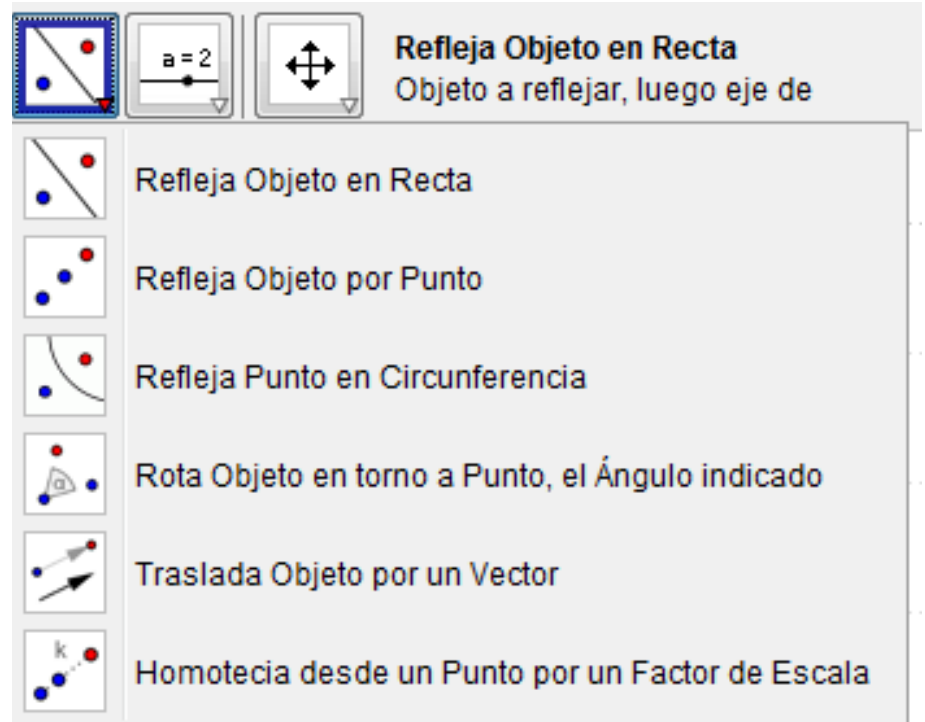 a = 2
Refleja Objeto en Recta
Objeto a reflejar, luego eje de
Refleja Objeto en Recta
Refleja Objeto por Punto
Refleja Punto en Circunferencia
α
Rota Objeto en torno a Punto, el Ángulo indicado
Traslada Objeto por un Vector
k
Homotecia desde un Punto por un Factor de Escala